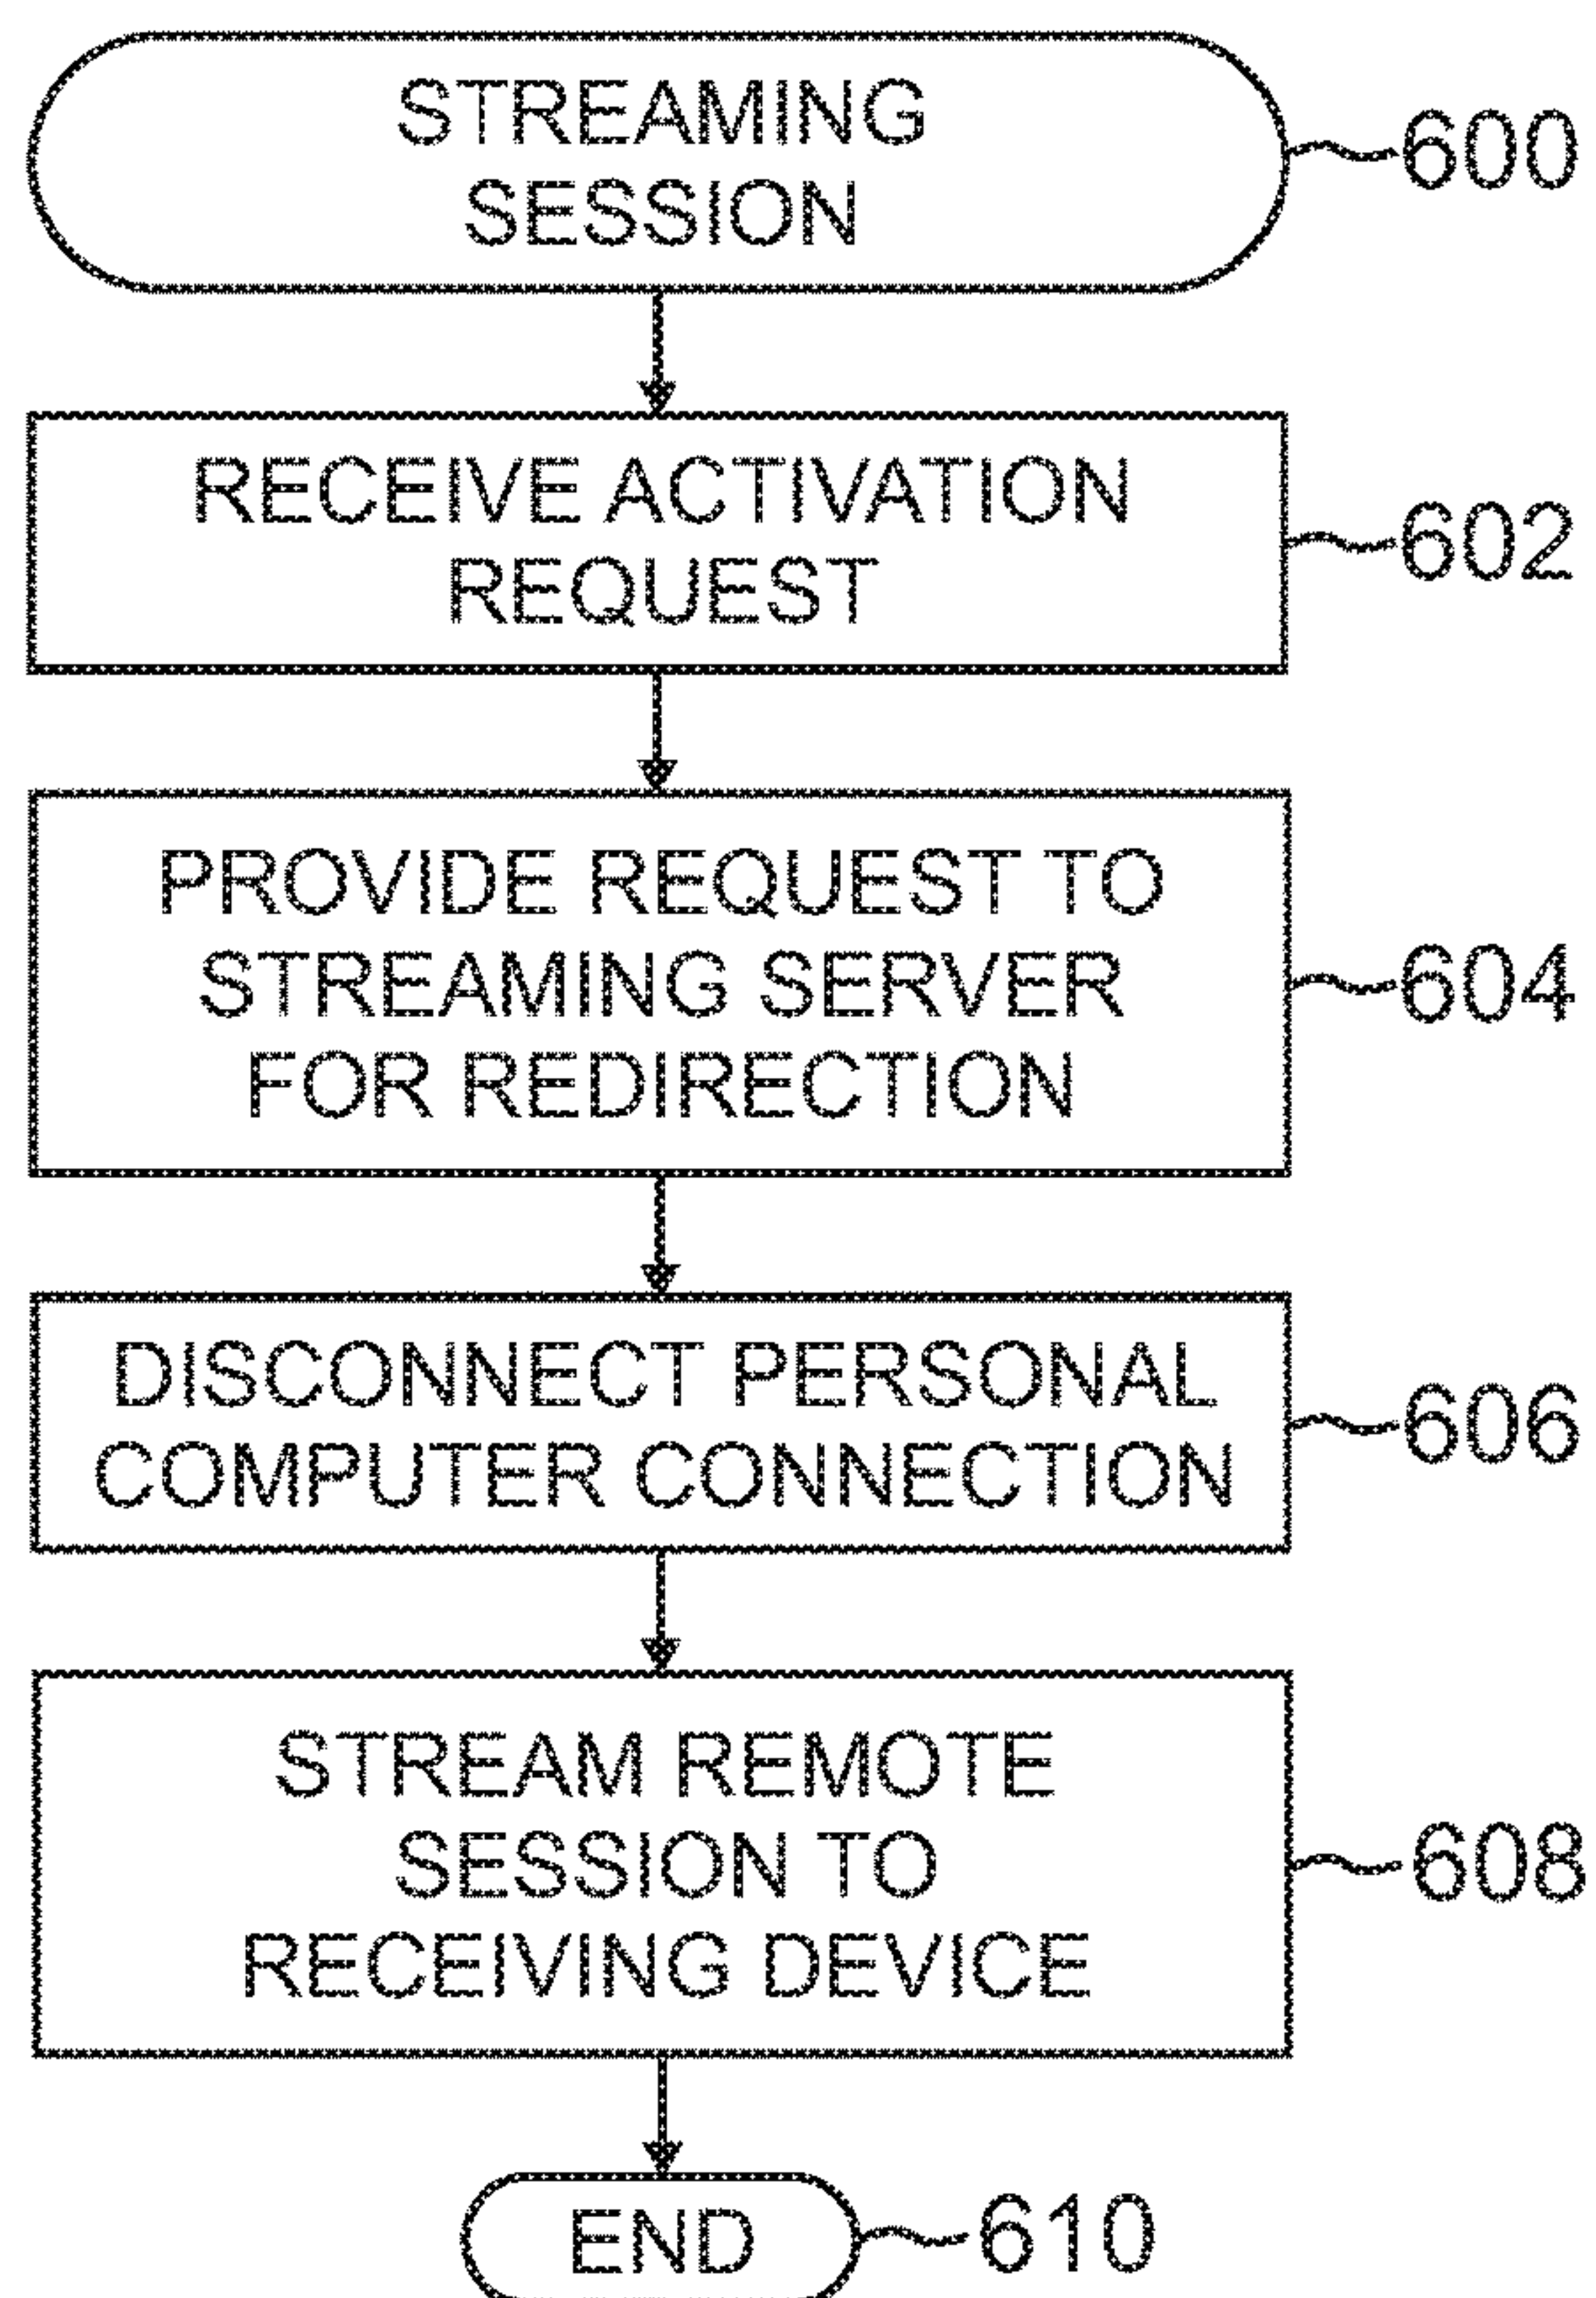 STREAMING
SESSION
600
RECEIVE ACTIVATION
REQUEST
602
PROVIDE REQUEST TO
STREAMING SERVER
FOR REDIRECTION
604
DISCONNECT PERSONAL
COMPUTER CONNECTION
606
STREAM REMOTE
SESSION TO
RECEIVING DEVICE
608
END
610